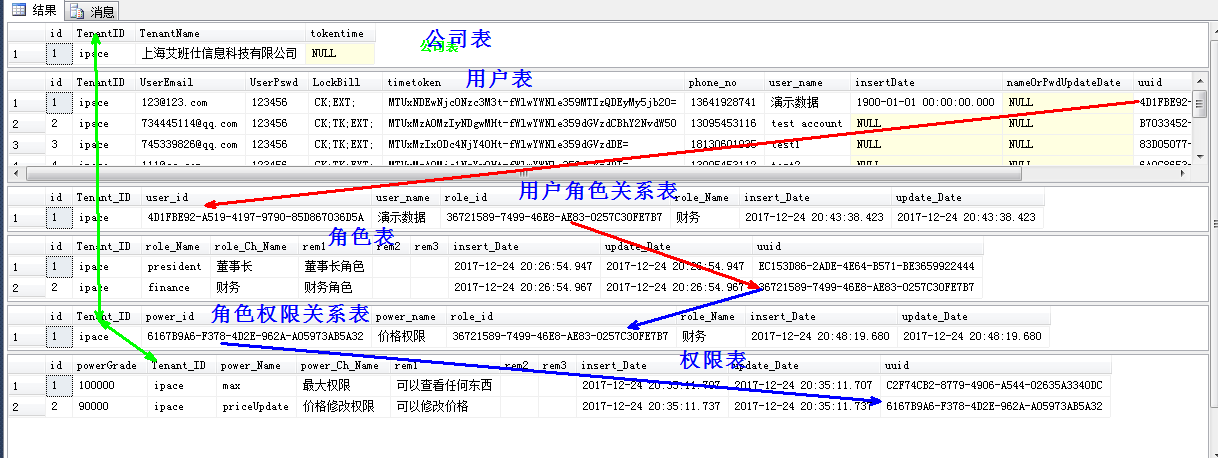 结果 消息
id TenantID TenantName tokentime
公司表
公司表
1 1 ipace 上海艾班仕信息科技有限公司 NULL
用户表
id TenantID UserEmail UserPswd LockBill timetoken phone_no user_name insertDate nameOrPwdUpdateDate uuid
1 1 ipace 123@123.com 123456 CK;EXT; 13641928741 演示数据 1900-01-01 00:00:00.000 NULL 4D1FBE92-
2 2 ipace 734445114@qq.com 123456 CK;TK;EXT; 13095453116 test account NULL NULL B7033452-
3 3 ipace 745339826@qq.com 123456 CK;TK;EXT; test1 NULL NULL 83D05077-
4 4 ipace 123456 CK;TK;EXT; 13095453112 test2 NULL NULL
用户角色关系表
id Tenant_ID user_id user_name role_id role_Name insert_Date update_Date
1 1 ipace 4D1FBE92-A519-4197-9790-85D867036D5A 演示数据 36721589-7499-46E8-AE83-0257C30FE7B7 财务 2017-12-24 20:43:38.423 2017-12-24 20:43:38.423
角色表
id Tenant_ID role_Name role_Ch_Name rem1 rem2 rem3 insert_Date update_Date uuid
1 1 ipace president 董事长 董事长角色 2017-12-24 20:26:54.947 2017-12-24 20:26:54.947 EC153D86-2ADE-4E64-B571-BE3659922444
2 2 ipace finance 财务 财务角色 2017-12-24 20:26:54.967 2017-12-24 20:26:54.967 36721589-7499-46E8-AE83-0257C30FE7B7
角色权限关系表
id Tenant_ID power_id power_name role_id role_Name insert_Date update_Date
1 1 ipace 6167B9A6-F378-4D2E-962A-A05973AB5A32 价格权限 36721589-7499-46E8-AE83-0257C30FE7B7 财务 2017-12-24 20:48:19.680 2017-12-24 20:48:19.680
权限表
id powerGrade Tenant_ID power_Name power_Ch_Name rem1 rem2 rem3 insert_Date update_Date uuid
1 1 100000 ipace max 最大权限 可以查看任何东西 2017-12-24 20:35:11.707 2017-12-24 20:35:11.707 C2F74CB2-8779-4906-A544-02635A3340DC
2 2 90000 ipace priceUpdate 价格修改权限 可以修改价格 2017-12-24 20:35:11.737 2017-12-24 20:35:11.737 6167B9A6-F378-4D2E-962A-A05973AB5A32